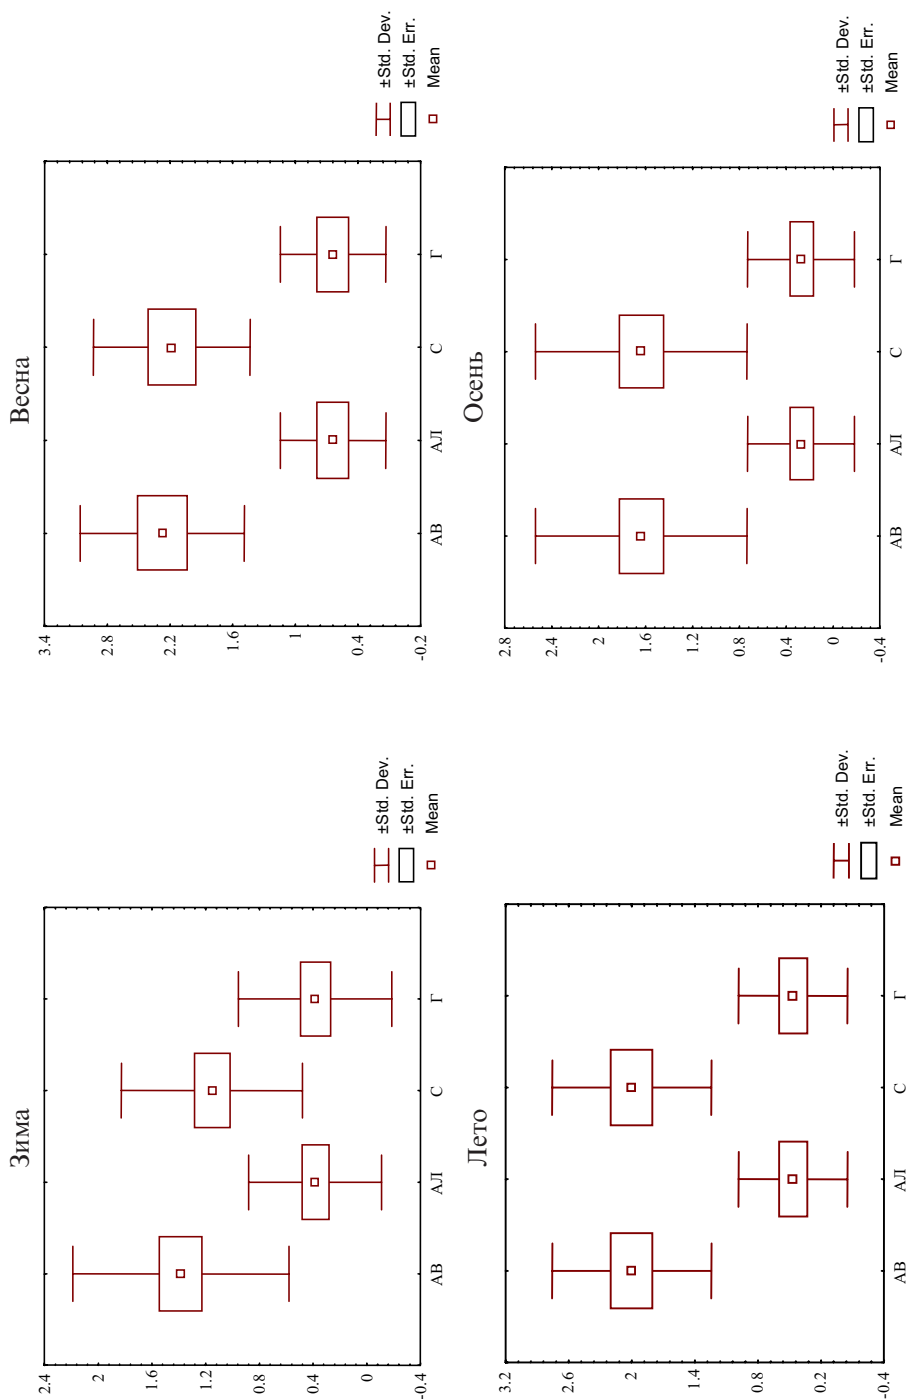 Зима
2.4
2
1.6
1.2
0.8
0.4
0
-0.4
АВ
АЛ
С
Г
±Std. Dev.
±Std. Err.
Mean
Весна
3.4
2.8
2.2
1.6
1
0.4
-0.2
АВ
АЛ
С
Г
±Std. Dev.
±Std. Err.
Mean
Лето
3.2
2.6
2
1.4
0.8
0.2
-0.4
АВ
АЛ
С
Г
±Std. Dev.
±Std. Err.
Mean
Осень
2.8
2.4
2
1.6
1.2
0.8
0.4
0
-0.4
АВ
АЛ
С
Г
±Std. Dev.
±Std. Err.
Mean